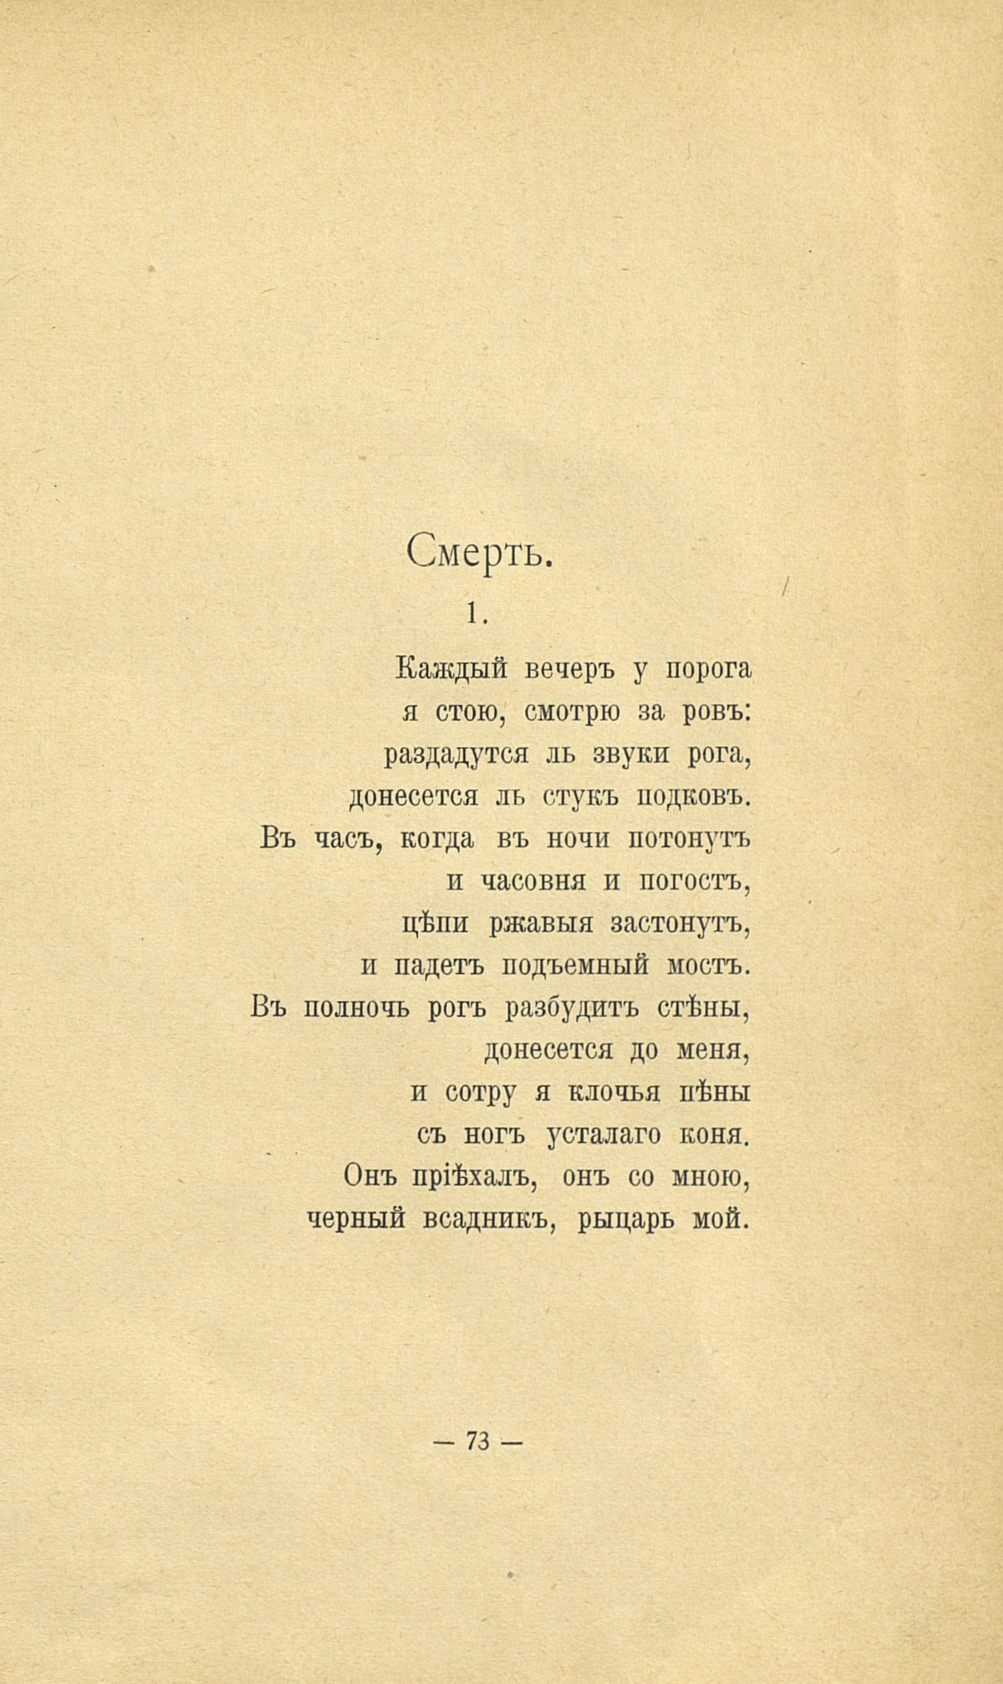 Смерть.
1.
Каждый вечеръ у порога
я стою, смотрю за ровъ:
раздадутся ль звуки рога,
донесется ль стукъ подковъ.
Въ часъ, когда въ ночи потонутъ
и часовня и погостъ,
цѣпи ржавыя застонутъ,
и падетъ подъемный мостъ.
Въ полночь рогъ разбудитъ стѣны,
донесется до меня,
и сотру я клочья пѣны
съ ногъ усталаго коня.
Онъ пріѣхалъ, онъ со мною,
черный всадникъ, рыцарь мой.
— 73 —